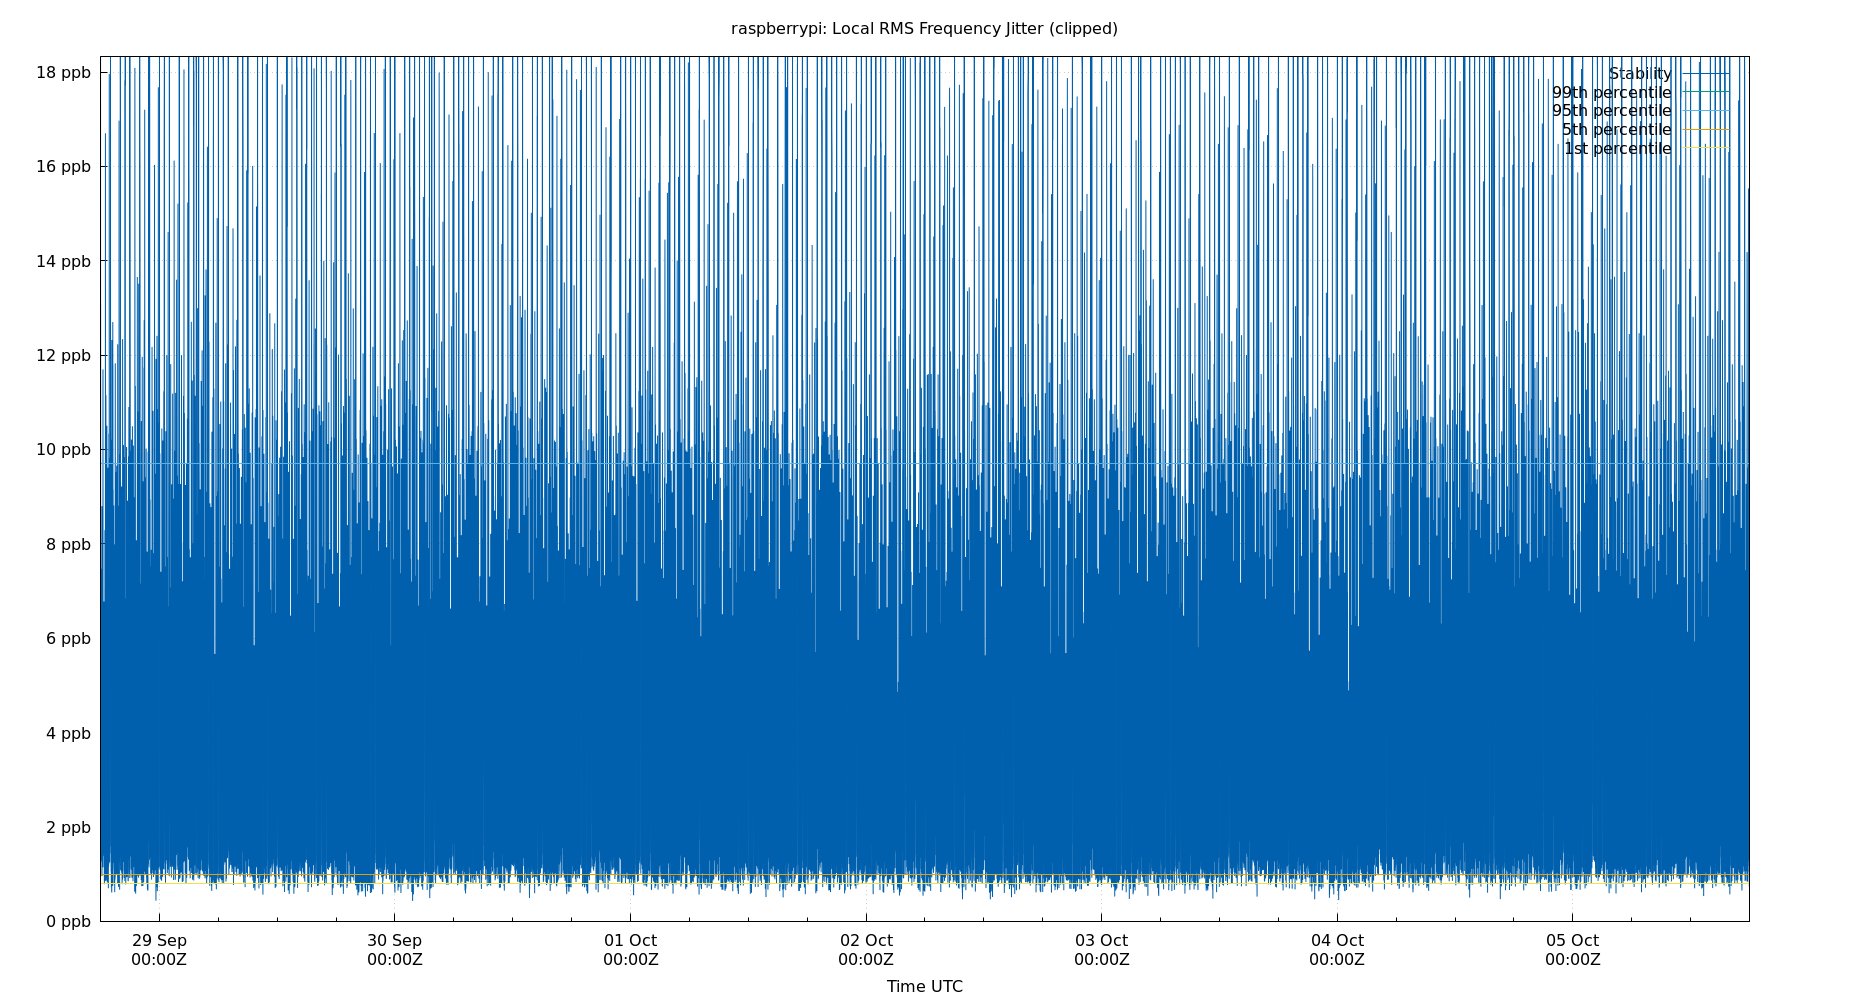 raspberrypi: Local RMS Frequency Jitter (clipped)
18 ppb
16 ppb
14 ppb
12 ppb
10 ppb
8 ppb
6 ppb
4 ppb
2 ppb
0 ppb
Stability
99th percentile
95th percentile
5th percentile
1st percentile
29 Sep
00:00Z
30 Sep
00:00Z
01 Oct
00:00Z
02 Oct
00:00Z
03 Oct
00:00Z
04 Oct
00:00Z
05 Oct
00:00Z
Time UTC